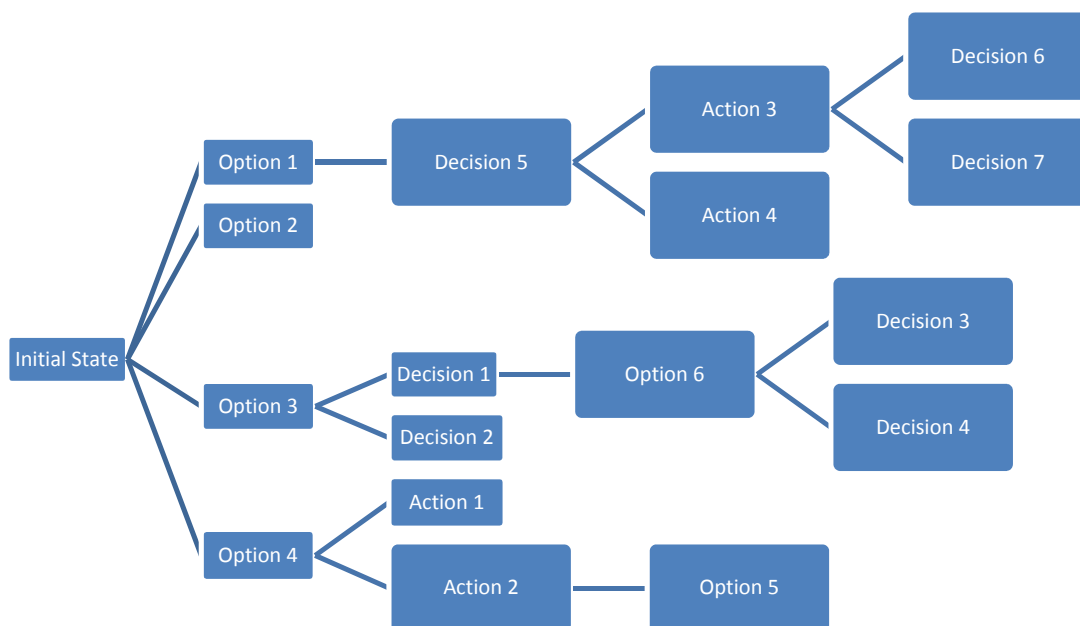 Decision 6
Action 3
Option 1
Decision 5
Decision 7
Option 2
Action 4
Decision 3
Initial State
Decision 1
Option 6
Option 3
Decision 2
Decision 4
Action 1
Option 4
Action 2
Option 5